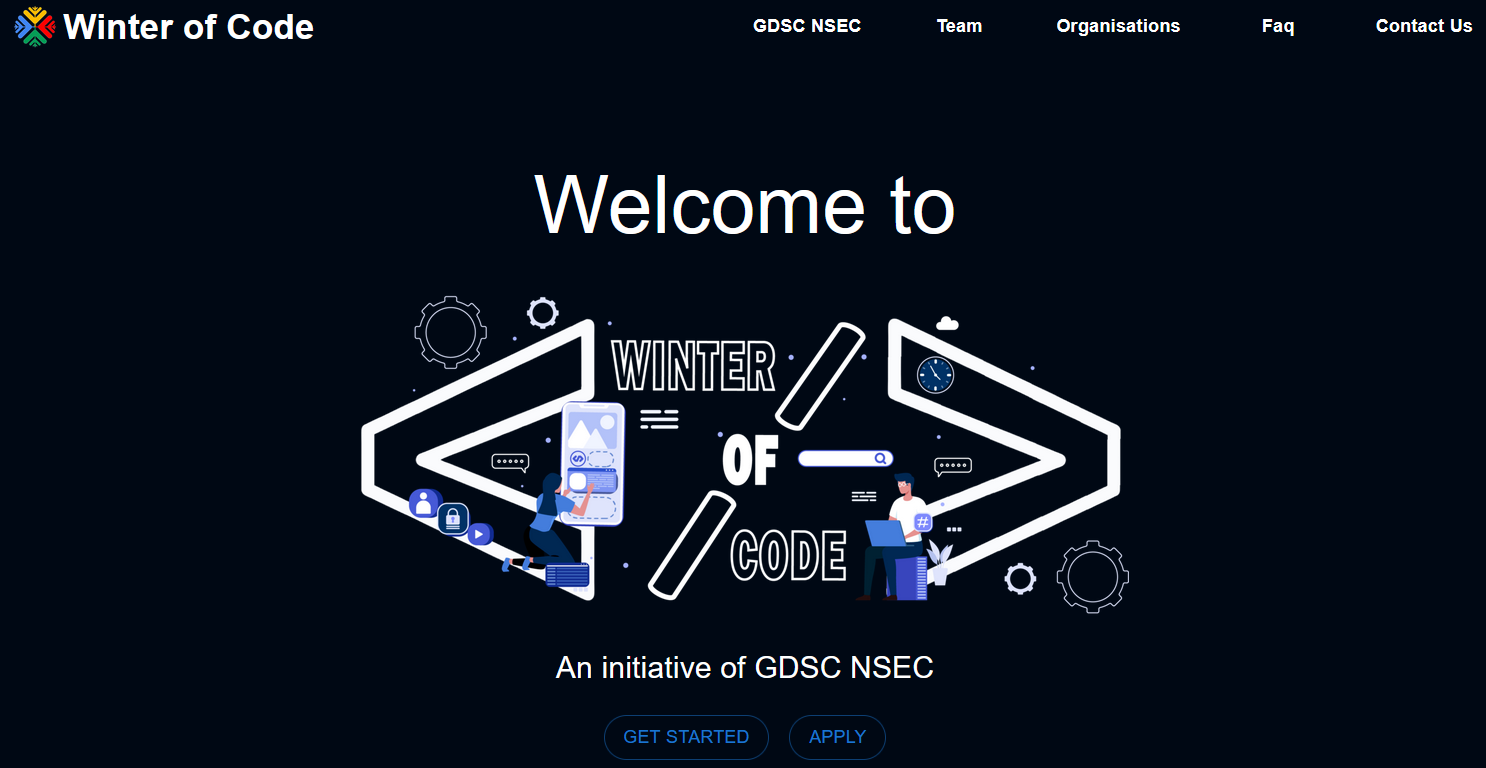 Winter of Code
GDSC NSEC
Team
Organisations
Faq
Contact Us
Welcome to
WINTER
OF
CODE
#
An initiative of GDSC NSEC
GET STARTED
APPLY